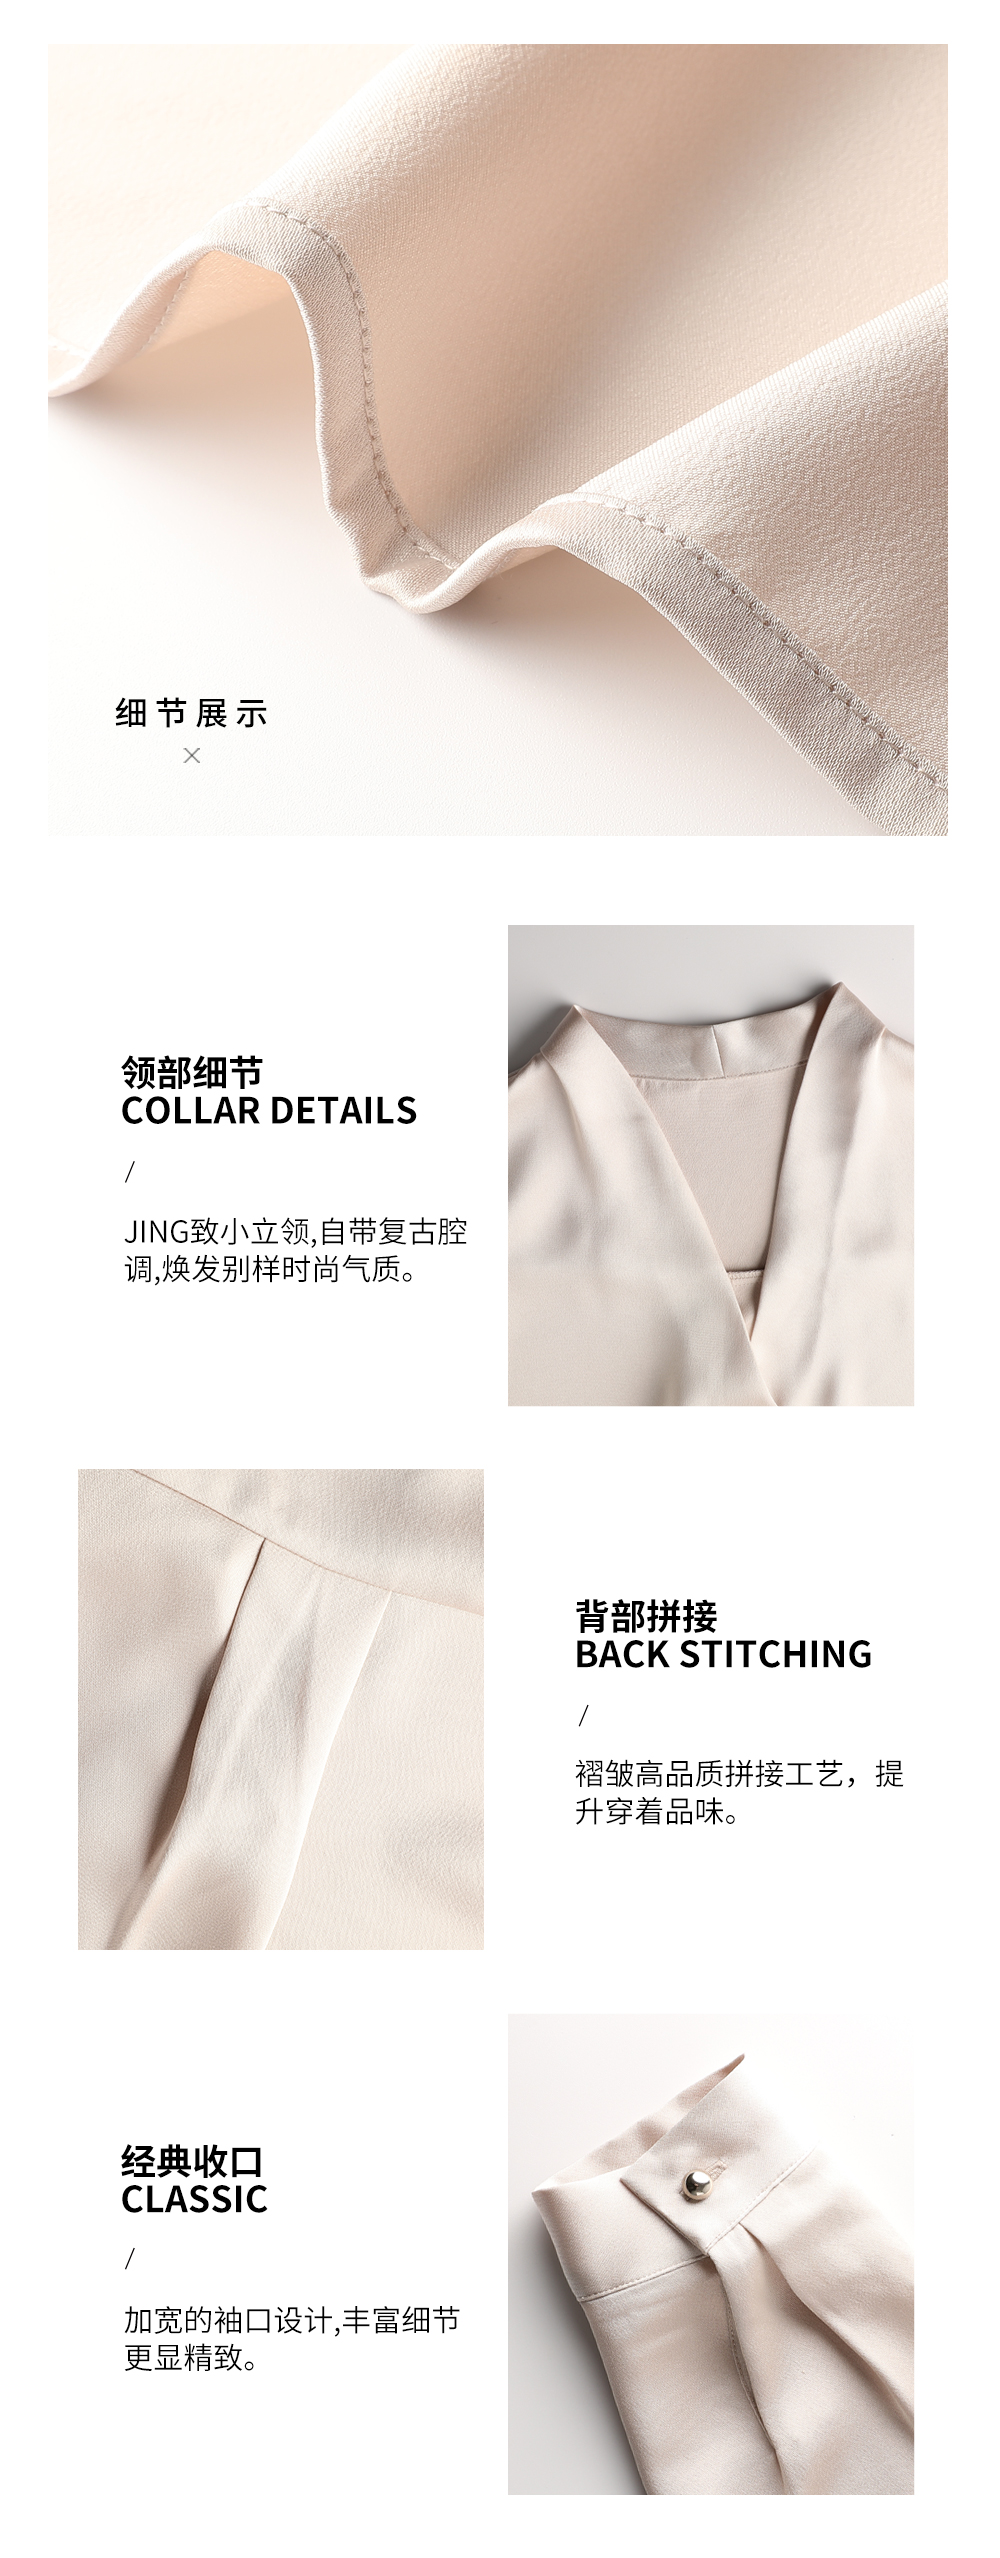 细节展示
领部细节
COLLAR DETAILS
/
JING致小立领,自带复古腔
调,焕发别样时尚气质。
背部拼接
BACK STITCHING
/
褶皱高品质拼接工艺，提
升穿着品味。
经典收口
CLASSIC
/
加宽的袖口设计,丰富细节
更显精致。